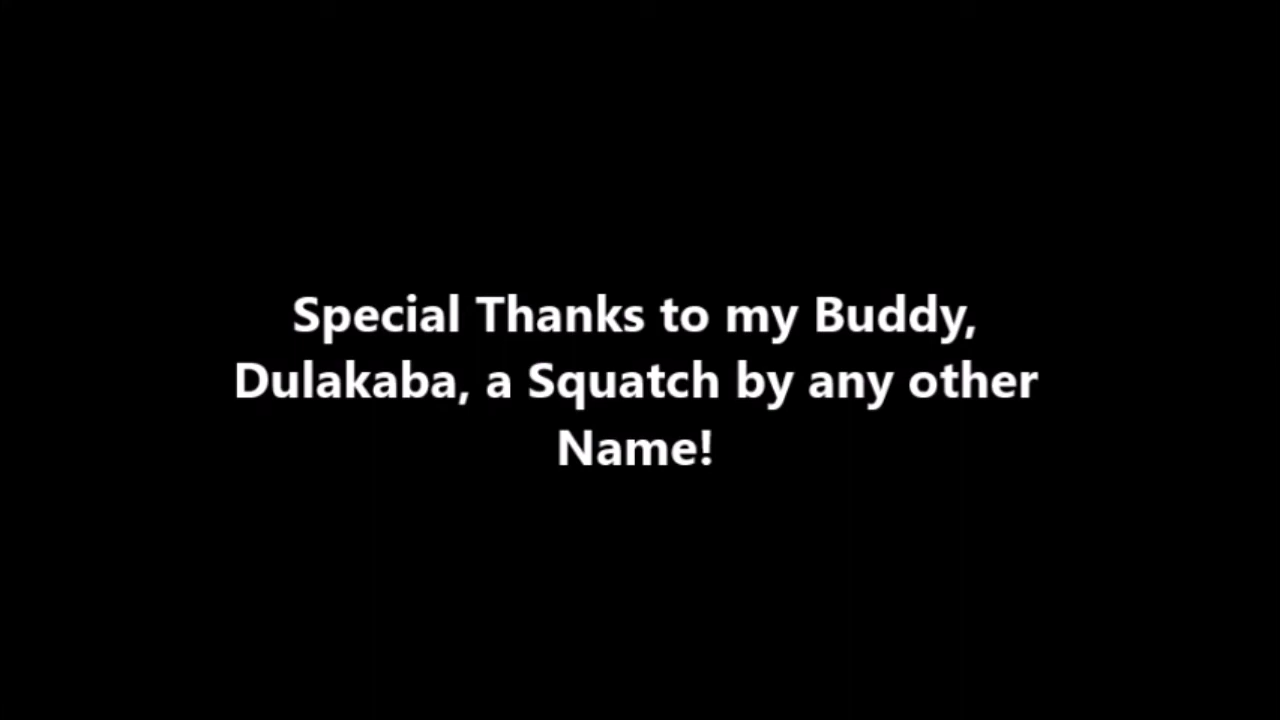 Special Thanks to my Buddy,
Dulakaba, a Squatch by any other
Name!